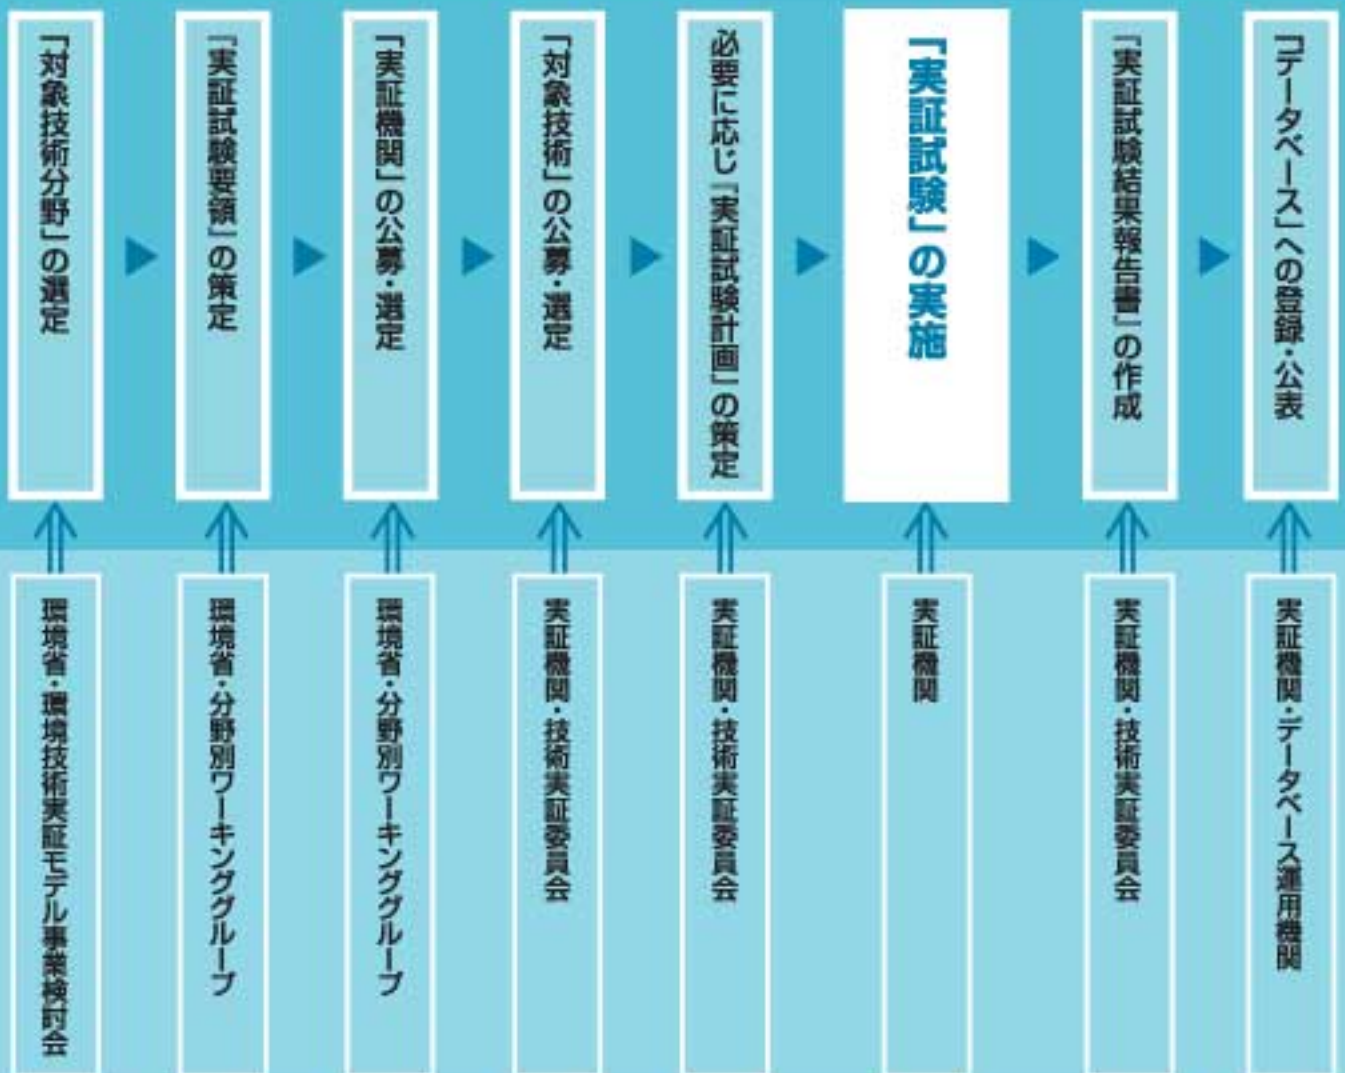 「対象技術分野」の選定
「実証試験要領」の策定
「実証機関」の公募・選定
「対象技術」の公募・選定
必要に応じ「実証試験計画」の策定
「実証試験」の実施
「実証試験結果報告書」の作成
「データベース」への登録・公表
環境省・環境技術実証モデル事業検討会
環境省・分野別ワーキンググループ
環境省・分野別ワーキンググループ
実証機関・技術実証委員会
実証機関・技術実証委員会
実証機関
実証機関・技術実証委員会
実証機関・データベース運用機関